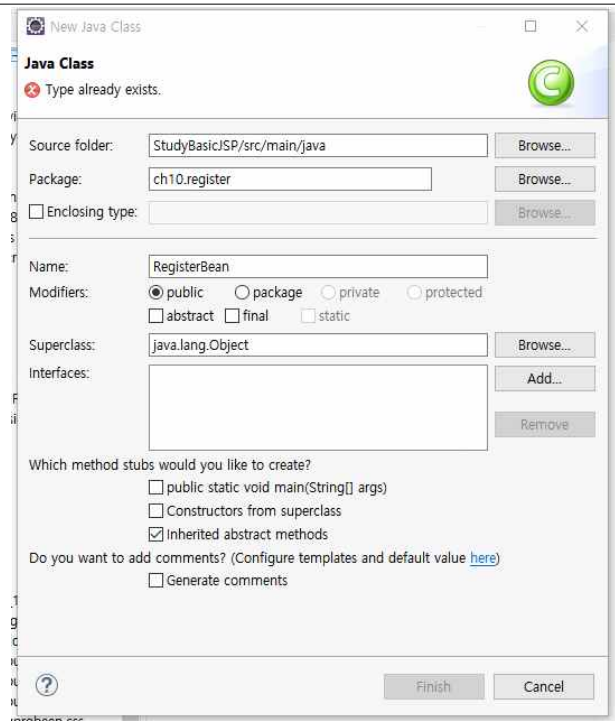 New Java Class
Java Class
Type already exists.
Source folder: StudyBasicJSP/src/main/java Browse...
Package: ch10.register Browse...
Enclosing type: Browse...
Name: RegisterBean
Modifiers: public package private protected
abstract final static
Superclass: java.lang.Object Browse...
Interfaces: Add...
Remove
Which method stubs would you like to create?
public static void main(String[] args)
Constructors from superclass
Inherited abstract methods
Do you want to add comments? (Configure templates and default value here)
Generate comments
Finish Cancel